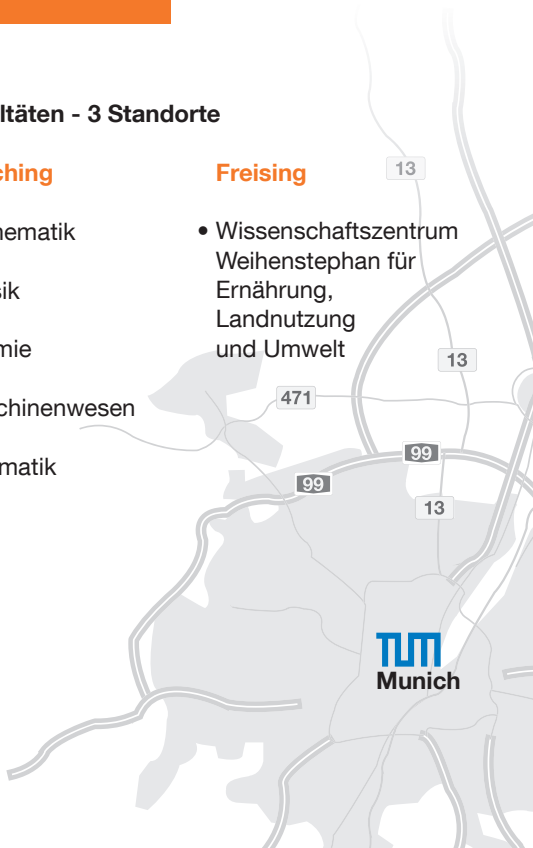 ltäten - 3 Standorte
ching
hematik
sik
mie
chinenwesen
matik
Freising
• Wissenschaftszentrum
Weihenstephan für
Ernährung,
Landnutzung
und Umwelt
13
13
471
99
99
13
TUM
Munich